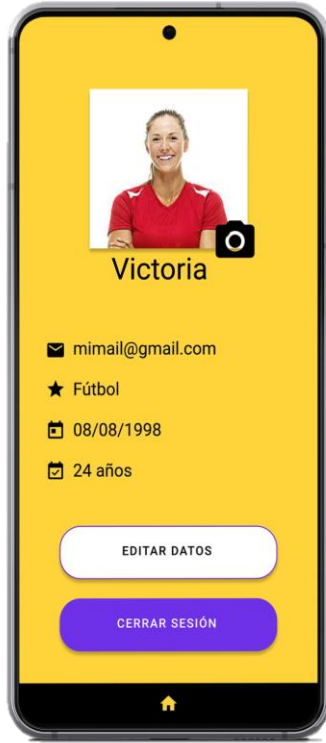 Victoria
mimail@gmail.com
Fútbol
08/08/1998
24 años
EDITAR DATOS
CERRAR SESIÓN